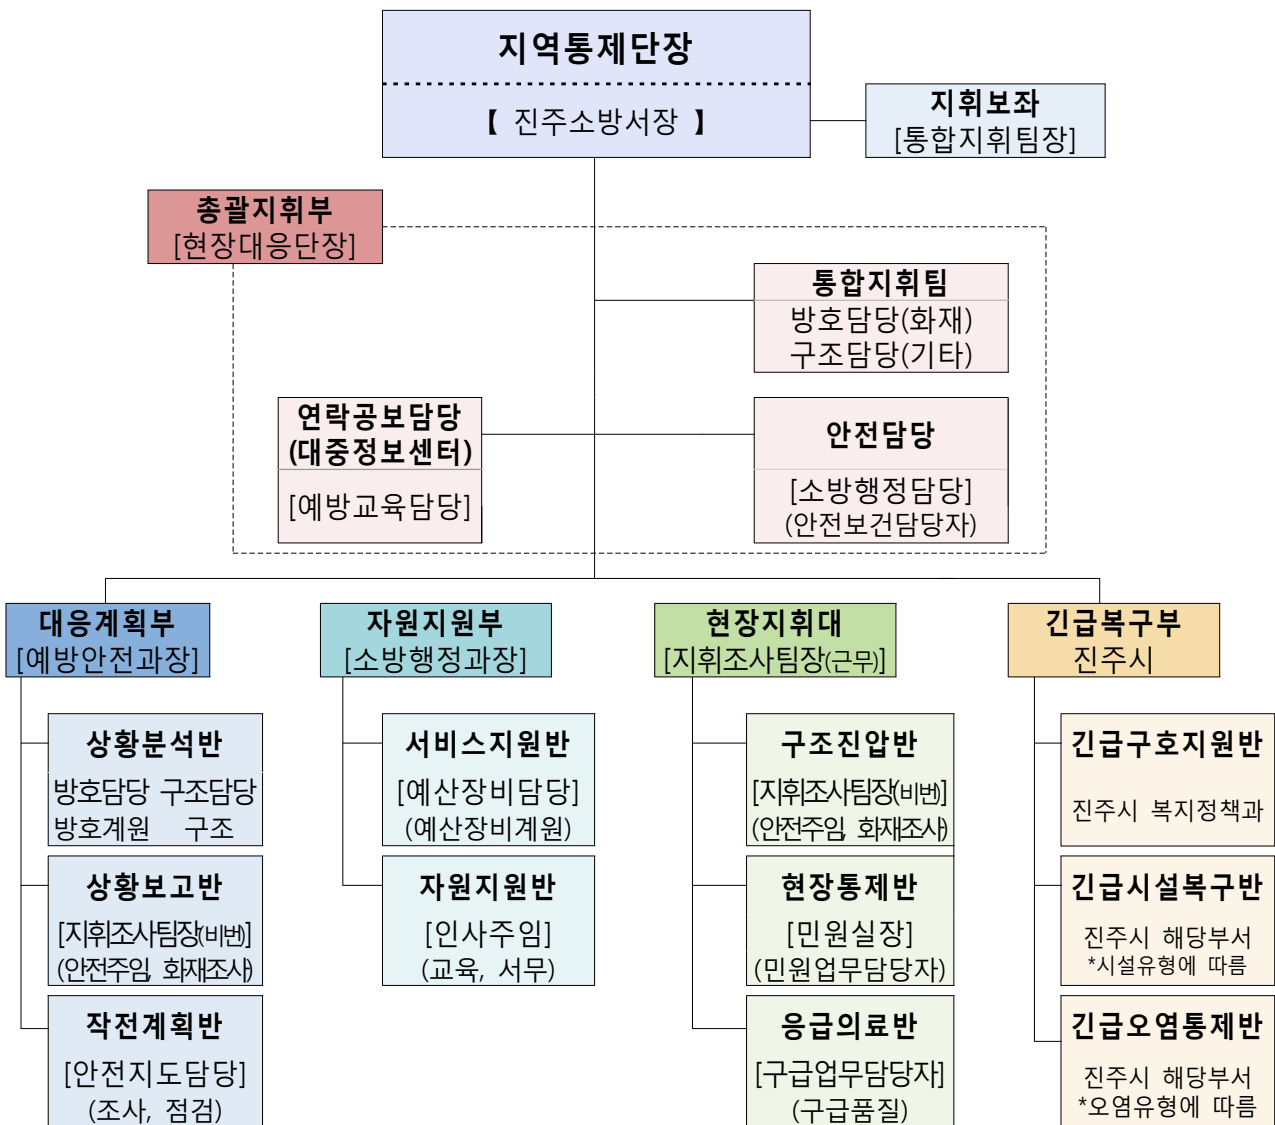 지역통제단장
【 진주소방서장 】
지휘보좌
[통합지휘팀장]
총괄지휘부
[현장대응단장]
통합지휘팀
방호담당(화재)
구조담당(기타)
연락공보담당
(대중정보센터)
[예방교육담당]
안전담당
[소방행정담당]
(안전보건담당자)
대응계획부
[예방안전과장]
자원지원부
[소방행정과장]
현장지휘대
[지휘조사팀장(근무)]
긴급복구부
진주시
상황분석반
방호담당 구조담당
방호계원 구조
상황보고반
[지휘조사팀장(비번)]
(안전주임, 화재조사)
작전계획반
[안전지도담당]
(조사, 점검)
서비스지원반
[예산장비담당]
(예산장비계원)
자원지원반
[인사주임]
(교육, 서무)
구조진압반
[지휘조사팀장(비번)]
(안전주임, 화재조사)
현장통제반
[민원실장]
(민원업무담당자)
응급의료반
[구급업무담당자]
(구급품질)
긴급구호지원반
진주시 복지정책과
긴급시설복구반
진주시 해당부서
*시설유형에 따름
긴급오염통제반
진주시 해당부서
*오염유형에 따름